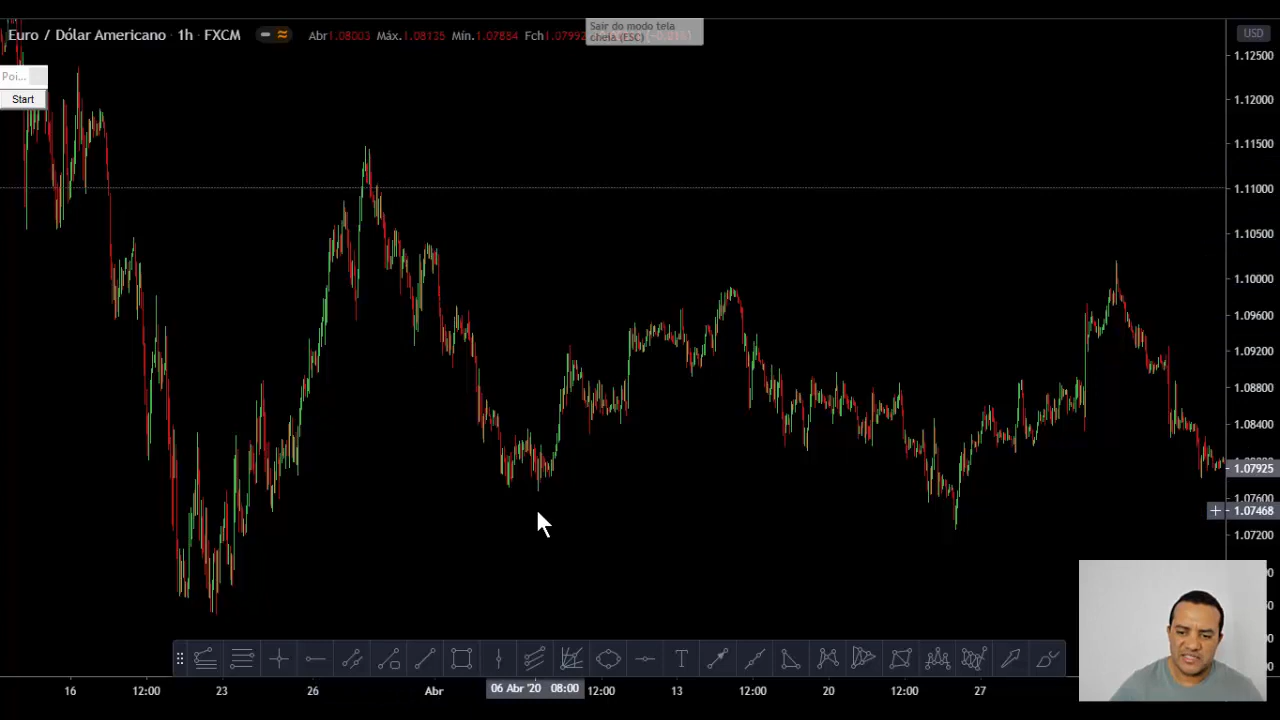 Euro / Dólar Americano · 1h · FXCM
Abr1.08003 Máx.1.08135 Mín.1.07854 Fch1.07992
Sair do modo tela
cheia (ESC)
USD
Poi...
Start
1.12500
1.12000
1.11500
1.11000
1.10500
1.10000
1.09600
1.09200
1.08800
1.08400
1.07925
1.07600
1.07468
1.07200
16
12:00
23
26
Abr
06 Abr '20 08:00
12:00
13
12:00
20
12:00
27